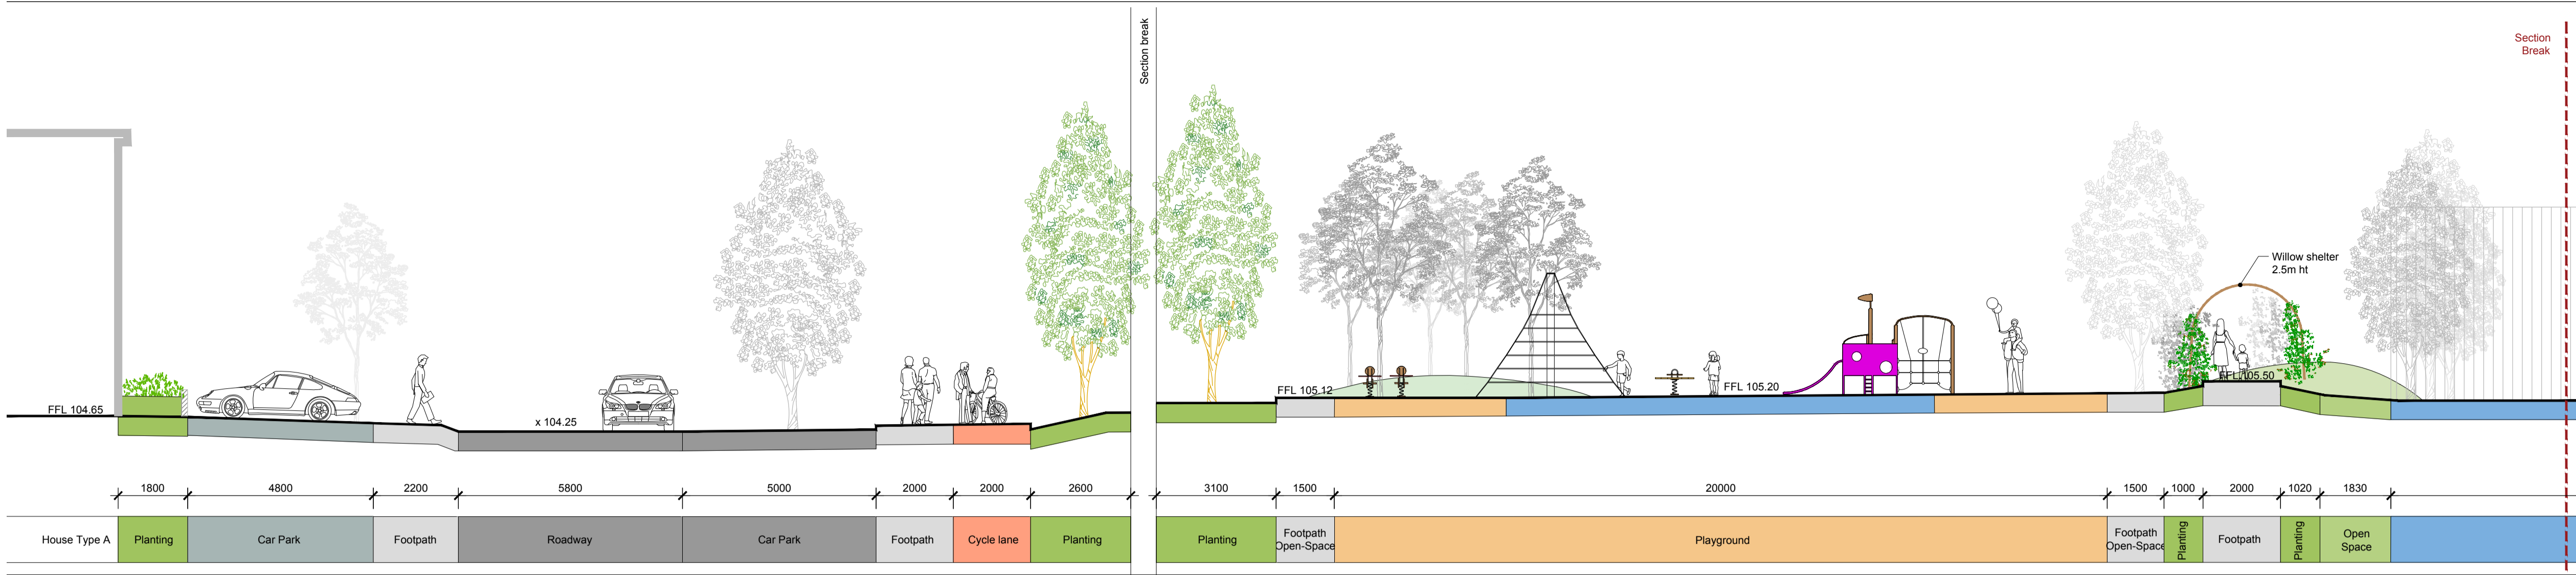 Section break
Section
Break
Willow shelter
2.5m ht
FFL 104.65
x 104.25
FFL 105.12
FFL 105.20
FFL 105.50
1800
4800
2200
5800
5000
2000
2000
2600
3100
1500
20000
1500
1000
2000
1020
1830
House Type A
Planting
Car Park
Footpath
Roadway
Car Park
Footpath
Cycle lane
Planting
Planting
Footpath
Open-Space
Playground
Footpath
Open-Space
Planting
Footpath
Planting
Open
Space